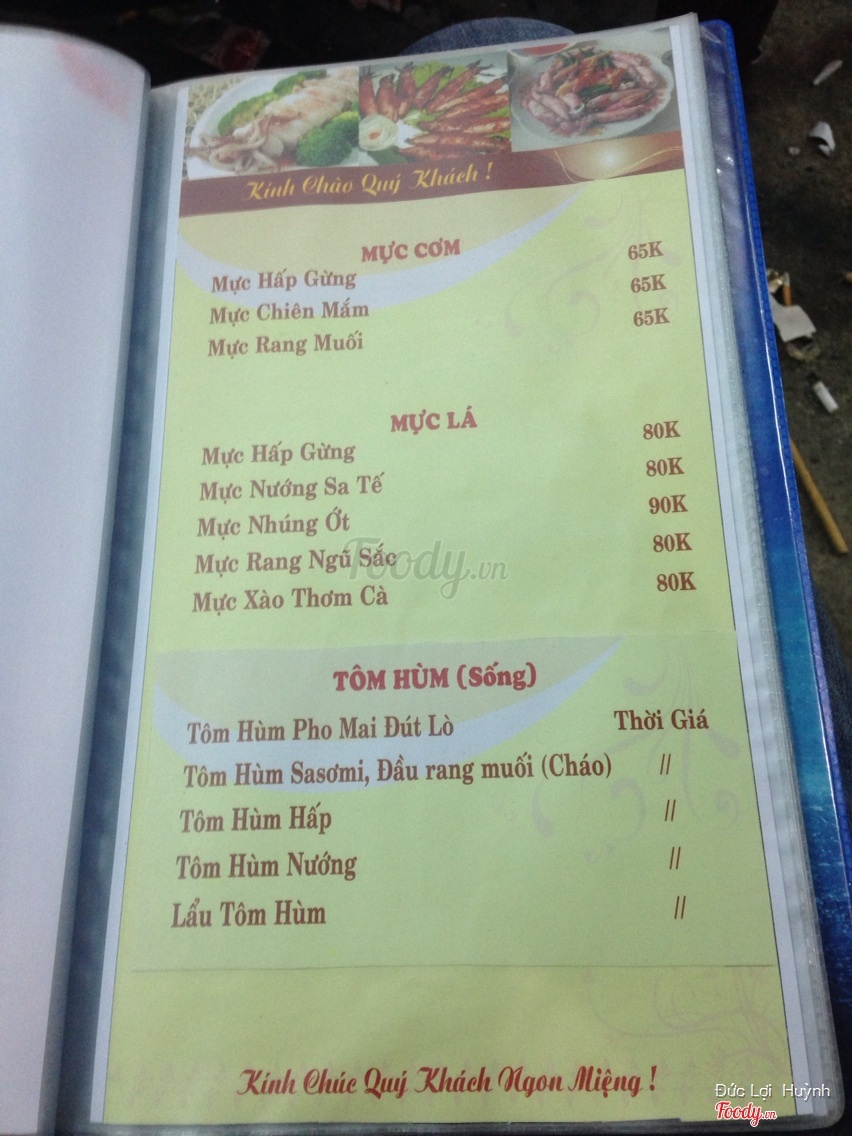 Kính Chào Quý Khách !
MỰC CƠM
Mực Hấp Gừng 65K
Mực Chiên Mắm 65K
Mực Rang Muối 65K
MỰC LÁ
Mực Hấp Gừng 80K
Mực Nướng Sa Tế 80K
Mực Nhúng Ớt 90K
Mực Rang Ngũ Sắc 80K
Mực Xào Thơm Cà 80K
Foody.vn
TÔM HÙM (Sống)
Tôm Hùm Pho Mai Đút Lò Thời Giá
Tôm Hùm Sasơmi, Đầu rang muối (Cháo) //
Tôm Hùm Hấp //
Tôm Hùm Nướng //
Lẩu Tôm Hùm //
Kính Chúc Quý Khách Ngon Miệng !
Đức Lợi Huỳnh
Foody.vn